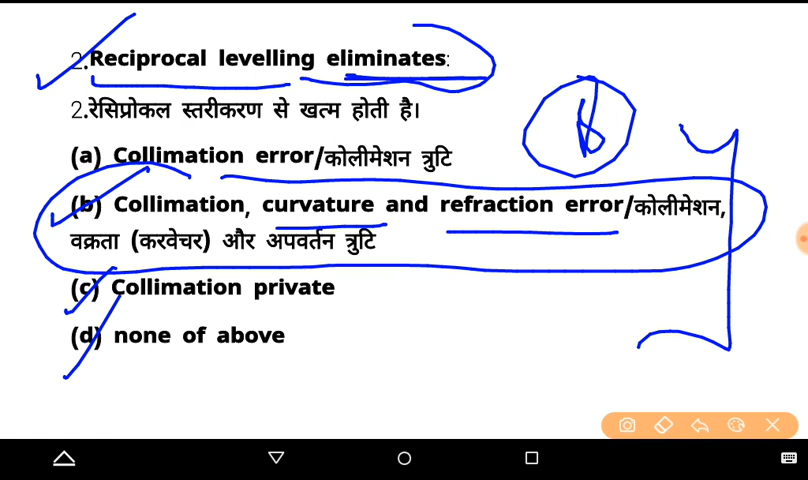 2.Reciprocal levelling eliminates:
2.रेसिप्रोकल स्तरीकरण से खत्म होती है।
(a) Collimation error/कोलीमेशन त्रुटि
(b) Collimation, curvature and refraction error/कोलीमेशन,
वक्रता (करवेचर) और अपवर्तन त्रुटि
(c) Collimation private
(d) none of above